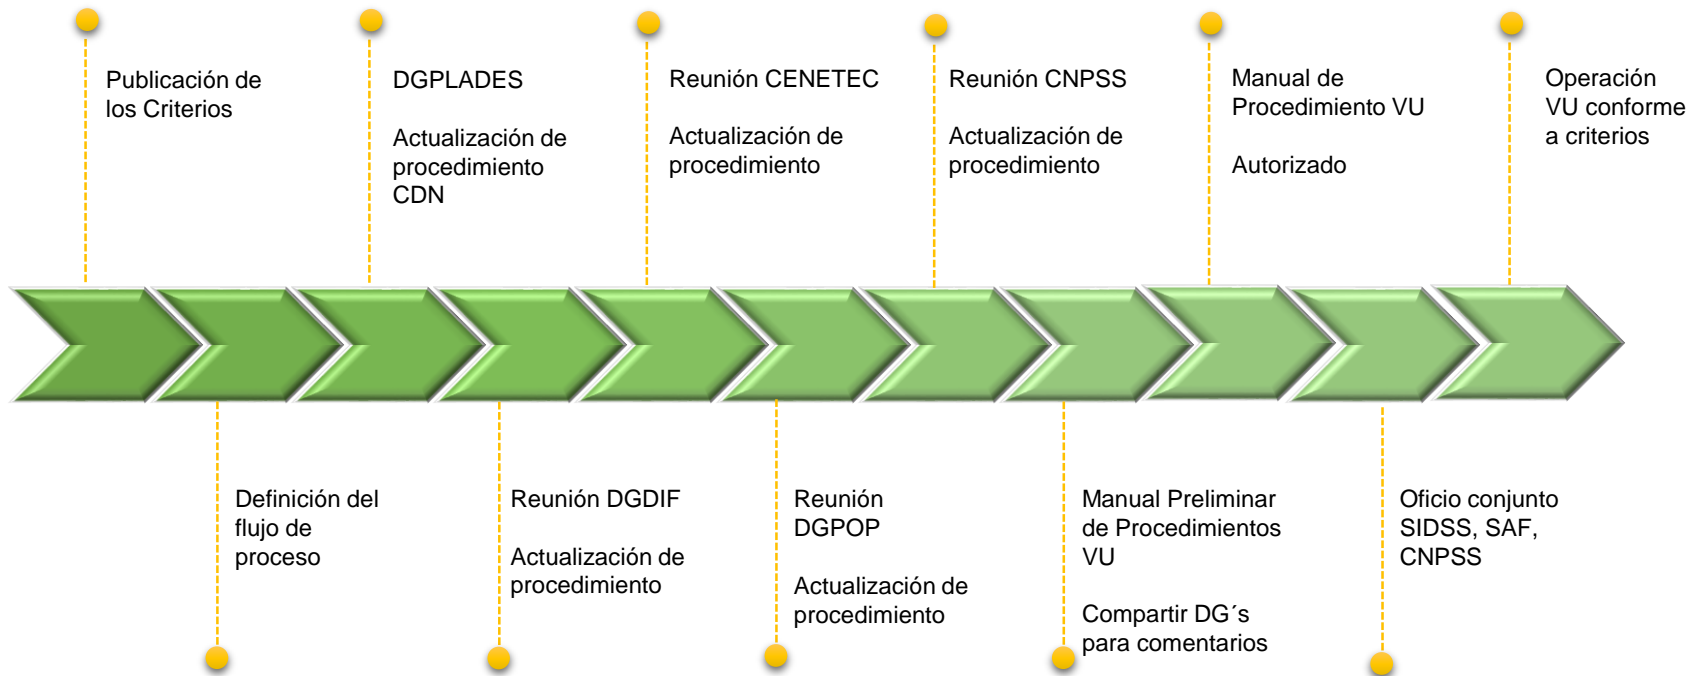 Publicación de
los Criterios
DGPLADES
Actualización de
procedimiento
CDN
Reunión CENETEC
Actualización de
procedimiento
Reunión CNPSS
Actualización de
procedimiento
Manual de
Procedimiento VU
Autorizado
Operación
VU conforme
a criterios
Definición del
flujo de
proceso
Reunión DGDIF
Actualización de
procedimiento
Reunión
DGPOP
Actualización de
procedimiento
Manual Preliminar
de Procedimientos
VU
Compartir DG´s
para comentarios
Oficio conjunto
SIDSS, SAF,
CNPSS